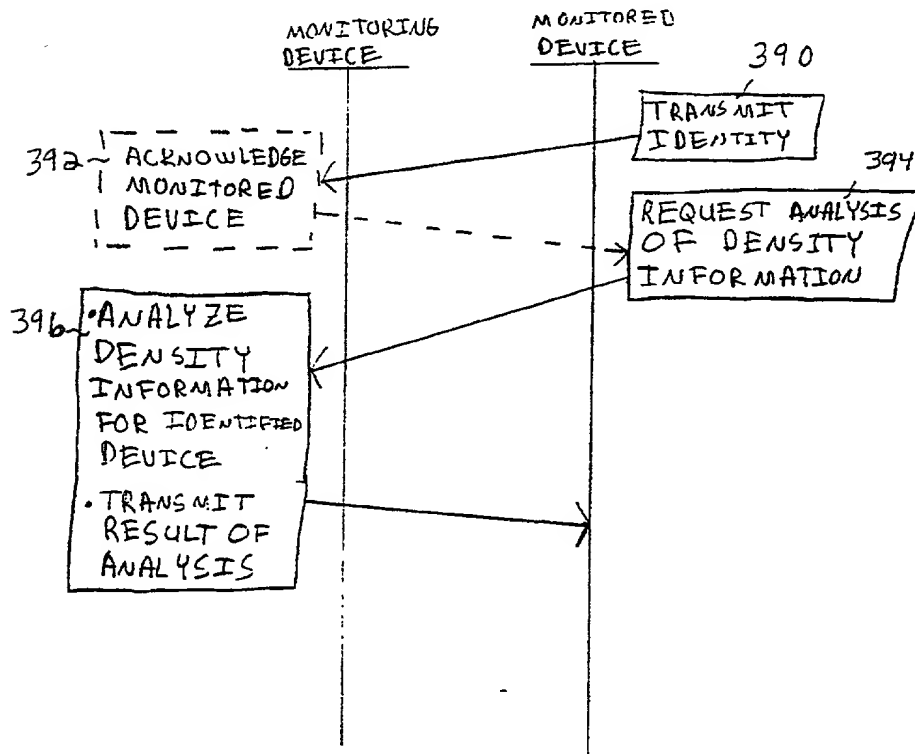 MONITORING
DEVICE
MONITORED
DEVICE
390
TRANSMIT
IDENTITY
392
ACKNOWLEDGE
MONITORED
DEVICE
394
REQUEST ANALYSIS
OF DENSITY
INFORMATION
396
• ANALYZE
DENSITY
INFORMATION
FOR IDENTIFIED
DEVICE
• TRANSMIT
RESULT OF
ANALYSIS